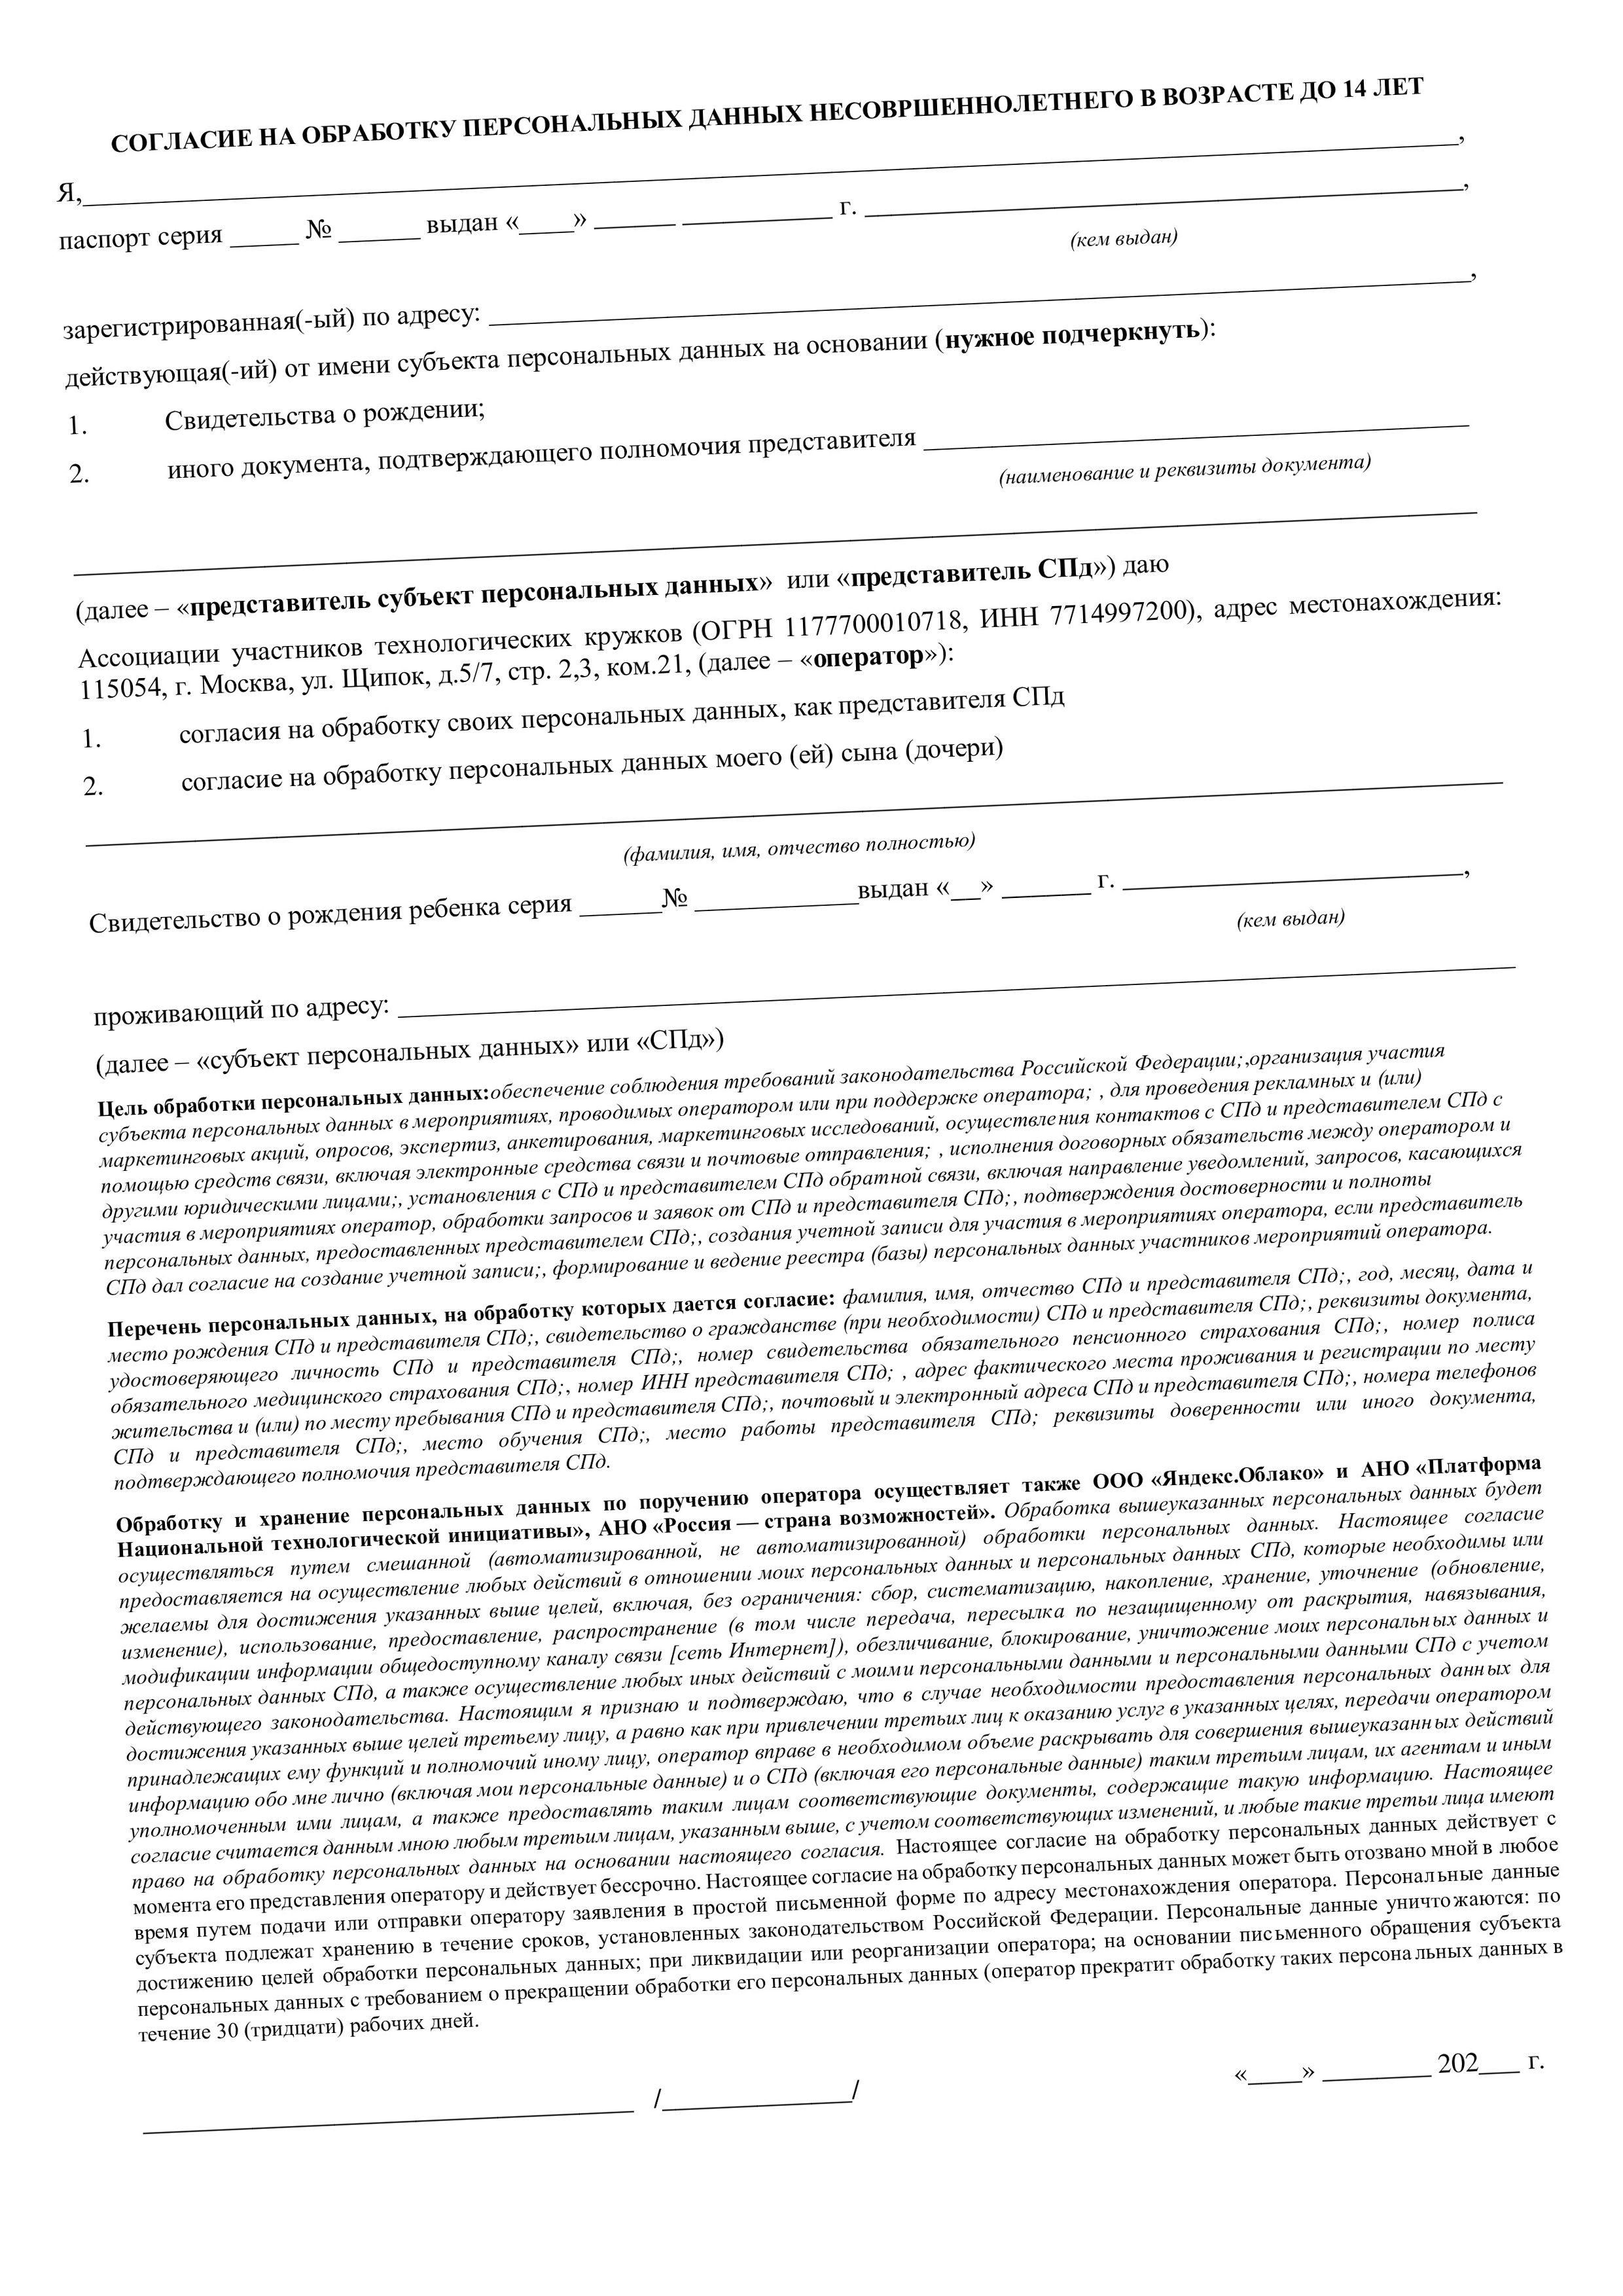 СОГЛАСИЕ НА ОБРАБОТКУ ПЕРСОНАЛЬНЫХ ДАННЫХ НЕСОВРШЕННОЛЕТНЕГО В ВОЗРАСТЕ ДО 14 ЛЕТ
Я,____________________________________________,
паспорт серия _____ № ______ выдан «____» ______ ___________ г. ____________________,
(кем выдан)
зарегистрированная(-ый) по адресу: ____________________,
действующая(-ий) от имени субъекта персональных данных на основании (нужное подчеркнуть):
1. Свидетельства о рождении;
2. иного документа, подтверждающего полномочия представителя ____________________
(наименование и реквизиты документа)
____________________
(далее – «представитель субъект персональных данных» или «представитель СПд») даю
Ассоциации участников технологических кружков (ОГРН 1177700010718, ИНН 7714997200), адрес местонахождения:
115054, г. Москва, ул. Щипок, д.5/7, стр. 2,3, ком.21, (далее – «оператор»):
1. согласия на обработку своих персональных данных, как представителя СПд
2. согласие на обработку персональных данных моего (ей) сына (дочери)
____________________
(фамилия, имя, отчество полностью)
Свидетельство о рождения ребенка серия ______№ ____________выдан «__» _______ г. ____________________,
(кем выдан)
проживающий по адресу: ____________________
(далее – «субъект персональных данных» или «СПд»)
Цель обработки персональных данных:обеспечение соблюдения требований законодательства Российской Федерации;,организация участия
субъекта персональных данных в мероприятиях, проводимых оператором или при поддержке оператора; , для проведения рекламных и (или)
маркетинговых акций, опросов, экспертиз, анкетирования, маркетинговых исследований, осуществления контактов с СПд и представителем СПд с
помощью средств связи, включая электронные средства связи и почтовые отправления; , исполнения договорных обязательств между оператором и
другими юридическими лицами;, установления с СПд и представителем СПд обратной связи, включая направление уведомлений, запросов, касающихся
участия в мероприятиях оператор, обработки запросов и заявок от СПд и представителя СПд;, подтверждения достоверности и полноты
персональных данных, предоставленных представителем СПд;, создания учетной записи для участия в мероприятиях оператора, если представитель
СПд дал согласие на создание учетной записи;, формирование и ведение реестра (базы) персональных данных участников мероприятий оператора.
Перечень персональных данных, на обработку которых дается согласие: фамилия, имя, отчество СПд и представителя СПд;, год, месяц, дата и
место рождения СПд и представителя СПд;, свидетельство о гражданстве (при необходимости) СПд и представителя СПд;, реквизиты документа,
удостоверяющего личность СПд и представителя СПд;, номер свидетельства обязательного пенсионного страхования СПд;, номер полиса
обязательного медицинского страхования СПд;, номер ИНН представителя СПд; , адрес фактического места проживания и регистрации по месту
жительства и (или) по месту пребывания СПд и представителя СПд;, почтовый и электронный адреса СПд и представителя СПд;, номера телефонов
СПд и представителя СПд;, место обучения СПд;, место работы представителя СПд; реквизиты доверенности или иного документа,
подтверждающего полномочия представителя СПд.
Обработку и хранение персональных данных по поручению оператора осуществляет также ООО «Яндекс.Облако» и АНО «Платформа
Национальной технологической инициативы», АНО «Россия — страна возможностей». Обработка вышеуказанных персональных данных будет
осуществляться путем смешанной (автоматизированной, не автоматизированной) обработки персональных данных. Настоящее согласие
предоставляется на осуществление любых действий в отношении моих персональных данных и персональных данных СПд, которые необходимы или
желаемы для достижения указанных выше целей, включая, без ограничения: сбор, систематизацию, накопление, хранение, уточнение (обновление,
изменение), использование, предоставление, распространение (в том числе передача, пересылка по незащищенному от раскрытия, навязывания,
модификации информации общедоступному каналу связи [сеть Интернет]), обезличивание, блокирование, уничтожение моих персональных данных и
персональных данных СПд, а также осуществление любых иных действий с моими персональными данными и персональными данными СПд с учетом
действующего законодательства. Настоящим я признаю и подтверждаю, что в случае необходимости предоставления персональных данных для
достижения указанных выше целей третьему лицу, а равно как при привлечении третьих лиц к оказанию услуг в указанных целях, передачи оператором
принадлежащих ему функций и полномочий иному лицу, оператор вправе в необходимом объеме раскрывать для совершения вышеуказанных действий
информацию обо мне лично (включая мои персональные данные) и о СПд (включая его персональные данные) таким третьим лицам, их агентам и иным
уполномоченным ими лицам, а также предоставлять таким лицам соответствующие документы, содержащие такую информацию. Настоящее
согласие считается данным мною любым третьим лицам, указанным выше, с учетом соответствующих изменений, и любые такие третьи лица имеют
право на обработку персональных данных на основании настоящего согласия. Настоящее согласие на обработку персональных данных действует с
момента его представления оператору и действует бессрочно. Настоящее согласие на обработку персональных данных может быть отозвано мной в любое
время путем подачи или отправки оператору заявления в простой письменной форме по адресу местонахождения оператора. Персональные данные
субъекта подлежат хранению в течение сроков, установленных законодательством Российской Федерации. Персональные данные уничтожаются: по
достижению целей обработки персональных данных; при ликвидации или реорганизации оператора; на основании письменного обращения субъекта
персональных данных с требованием о прекращении обработки его персональных данных (оператор прекратит обработку таких персональных данных в
течение 30 (тридцати) рабочих дней.
«____» ________ 202___ г.
____________________ /______________/